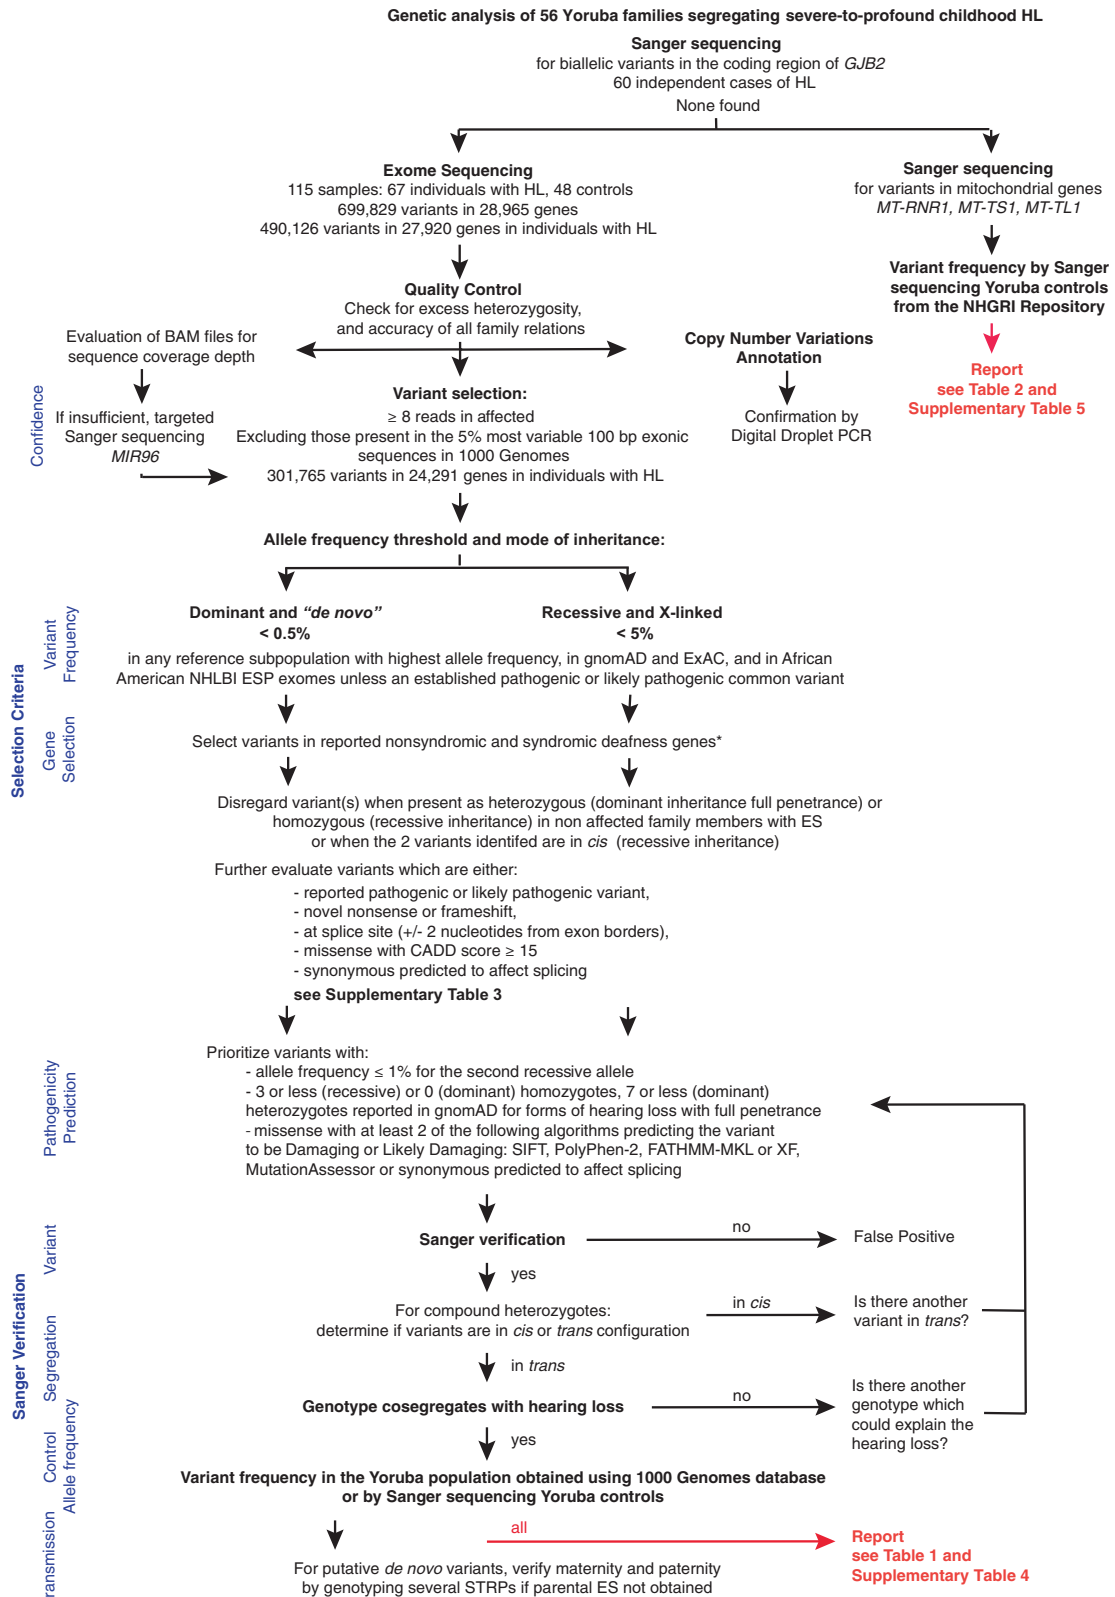 Genetic analysis of 56 Yoruba families segregating severe-to-profound childhood HL
Sanger sequencing
for biallelic variants in the coding region of GJB2
60 independent cases of HL
None found
Exome Sequencing
115 samples: 67 individuals with HL, 48 controls
699,829 variants in 28,965 genes
490,126 variants in 27,920 genes in individuals with HL
Sanger sequencing
for variants in mitochondrial genes
MT-RNR1, MT-TS1, MT-TL1
Variant frequency by Sanger
sequencing Yoruba controls
from the NHGRI Repository
Report
see Table 2 and
Supplementary Table 5
Quality Control
Check for excess heterozygosity,
and accuracy of all family relations
Evaluation of BAM files for
sequence coverage depth
If insufficient, targeted
Sanger sequencing
MIR96
Copy Number Variations
Annotation
Confirmation by
Digital Droplet PCR
Confidence
Variant selection:
≥ 8 reads in affected
Excluding those present in the 5% most variable 100 bp exonic
sequences in 1000 Genomes
301,765 variants in 24,291 genes in individuals with HL
Allele frequency threshold and mode of inheritance:
Selection Criteria
Variant
Frequency
Dominant and “de novo”
< 0.5%
Recessive and X-linked
< 5%
in any reference subpopulation with highest allele frequency, in gnomAD and ExAC, and in African
American NHLBI ESP exomes unless an established pathogenic or likely pathogenic common variant
Gene
Selection
Select variants in reported nonsyndromic and syndromic deafness genes*
Disregard variant(s) when present as heterozygous (dominant inheritance full penetrance) or
homozygous (recessive inheritance) in non affected family members with ES
or when the 2 variants identifed are in cis (recessive inheritance)
Further evaluate variants which are either:
- reported pathogenic or likely pathogenic variant,
- novel nonsense or frameshift,
- at splice site (+/- 2 nucleotides from exon borders),
- missense with CADD score ≥ 15
- synonymous predicted to affect splicing
see Supplementary Table 3
Pathogenicity
Prediction
Prioritize variants with:
- allele frequency ≤ 1% for the second recessive allele
- 3 or less (recessive) or 0 (dominant) homozygotes, 7 or less (dominant)
heterozygotes reported in gnomAD for forms of hearing loss with full penetrance
- missense with at least 2 of the following algorithms predicting the variant
to be Damaging or Likely Damaging: SIFT, PolyPhen-2, FATHMM-MKL or XF,
MutationAssessor or synonymous predicted to affect splicing
Sanger Verification
Variant
Sanger verification
no
False Positive
yes
Segregation
For compound heterozygotes:
determine if variants are in cis or trans configuration
in cis
Is there another
variant in trans?
in trans
Genotype cosegregates with hearing loss
no
Is there another
genotype which
could explain the
hearing loss?
yes
Control
Allele frequency
Variant frequency in the Yoruba population obtained using 1000 Genomes database
or by Sanger sequencing Yoruba controls
all
Report
see Table 1 and
Supplementary Table 4
ransmission
For putative de novo variants, verify maternity and paternity
by genotyping several STRPs if parental ES not obtained